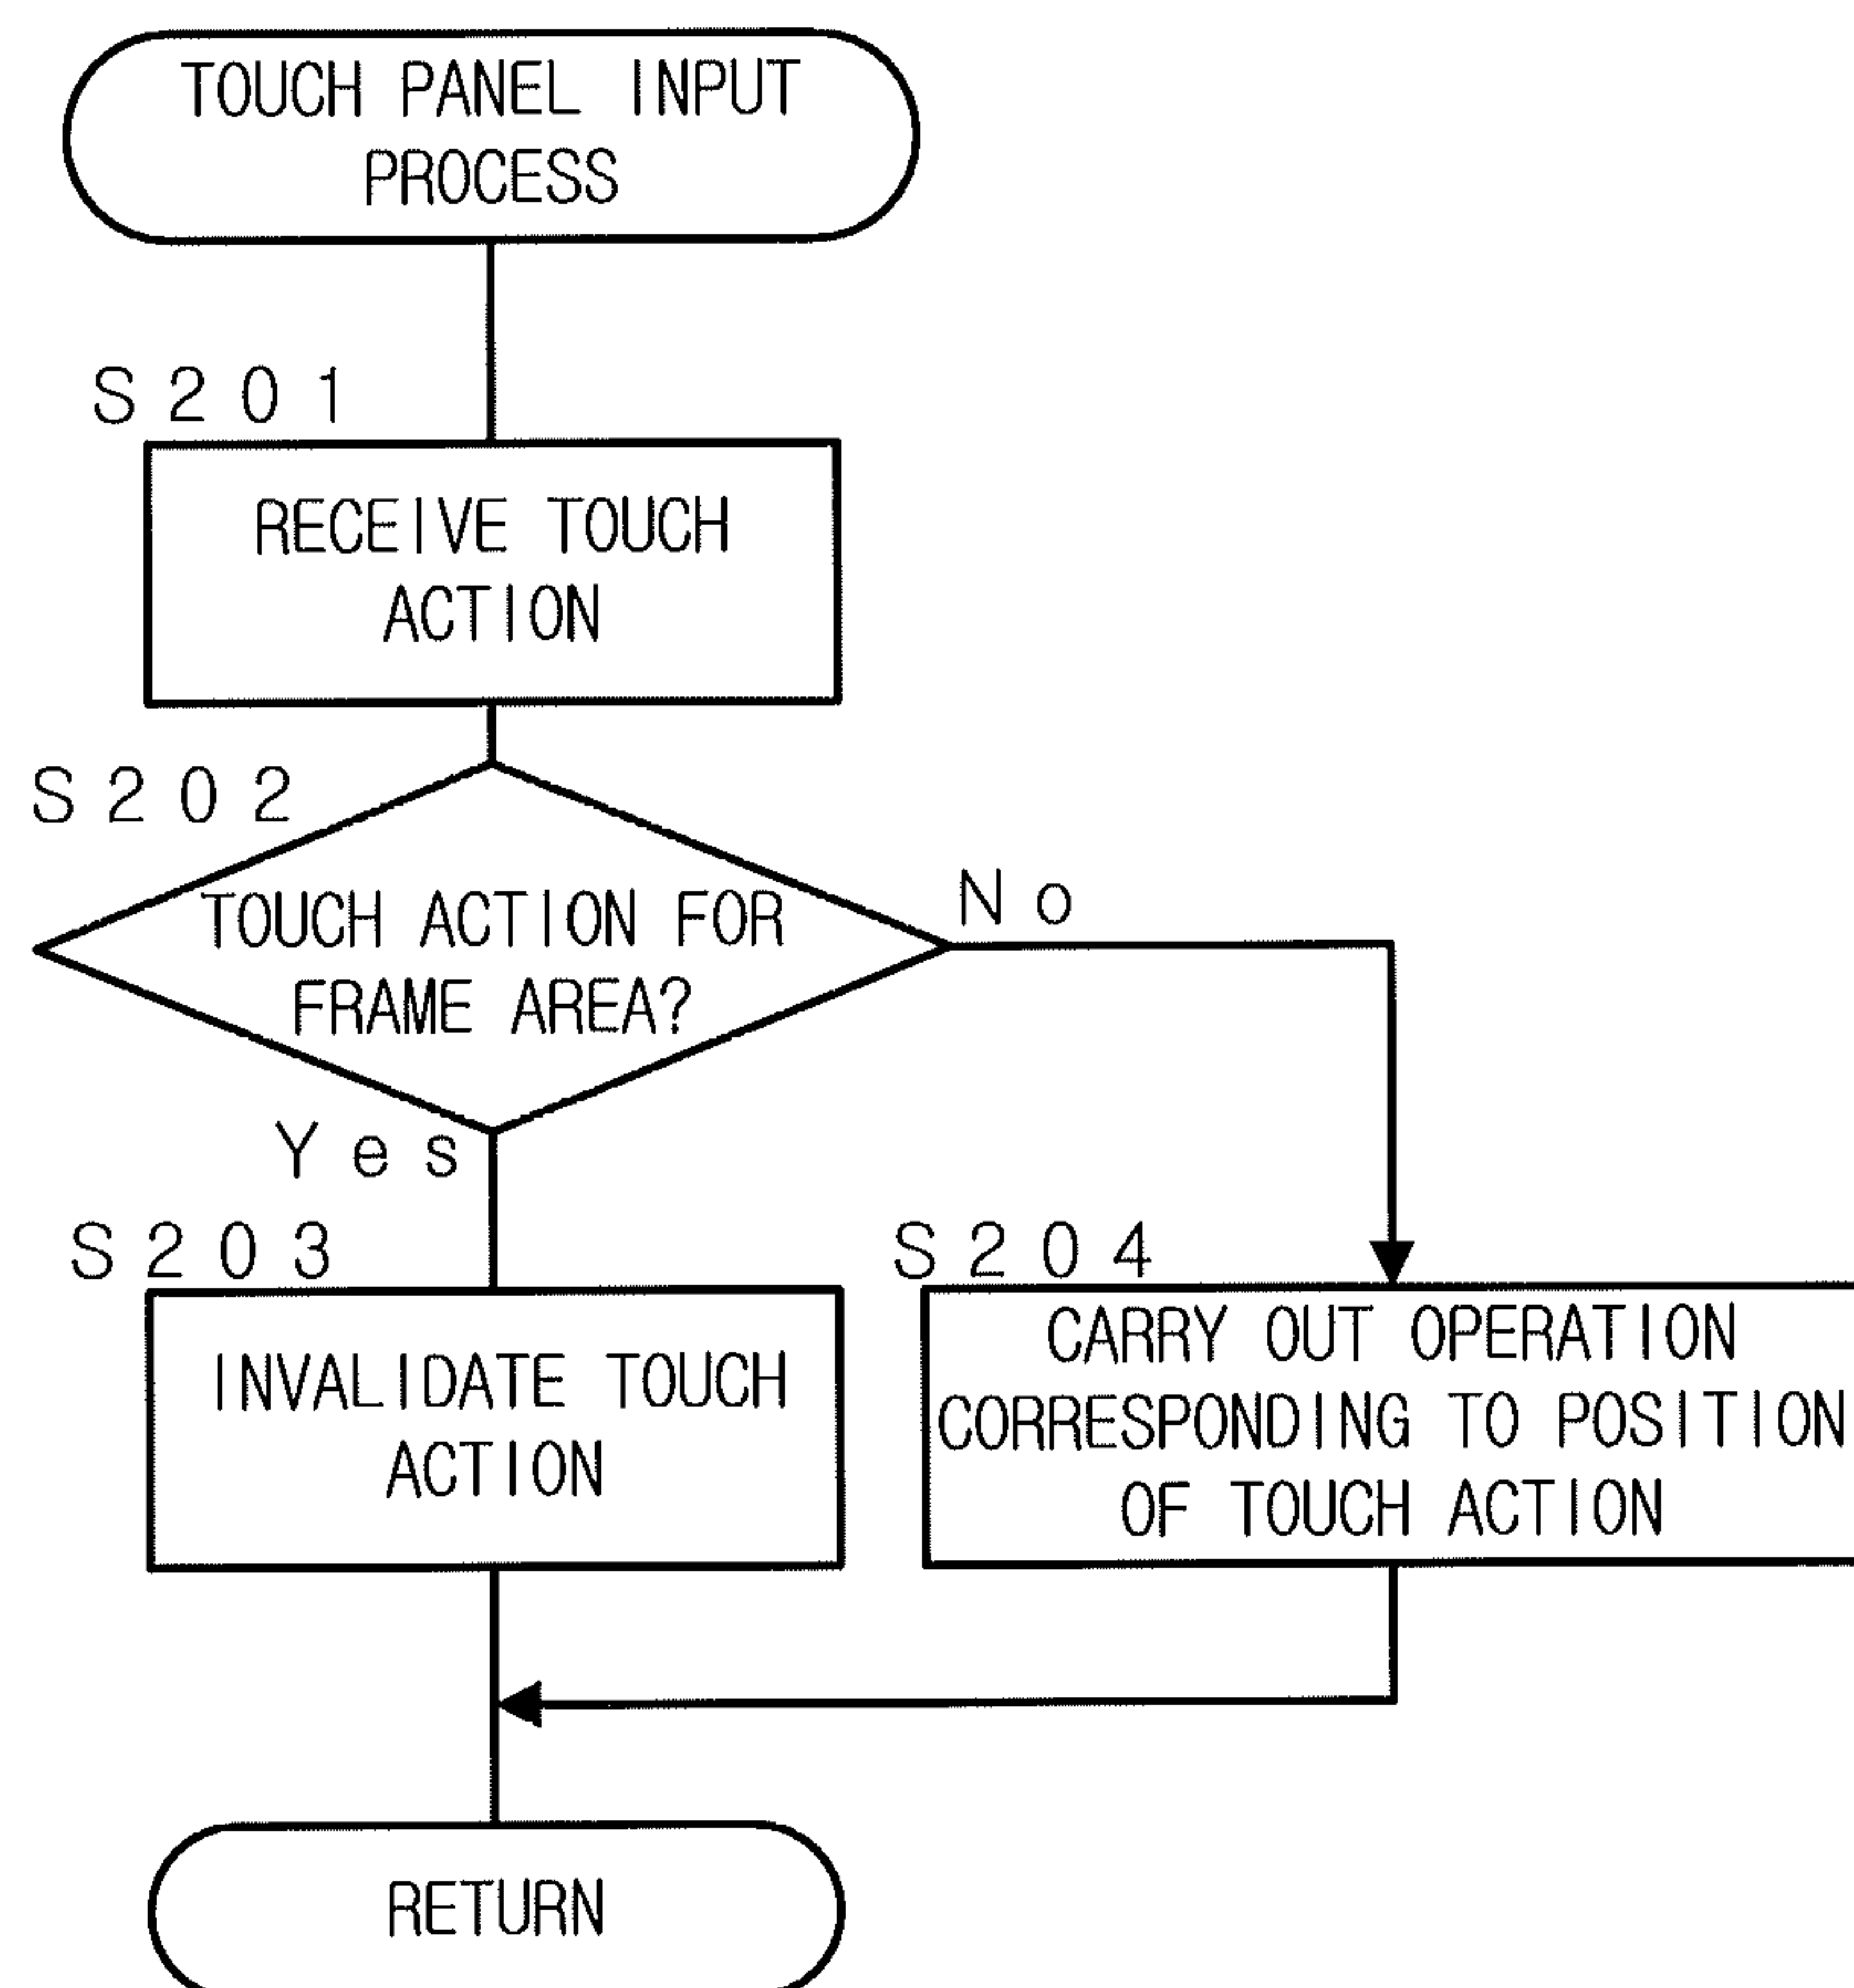 TOUCH PANEL INPUT
PROCESS
S201
RECEIVE TOUCH
ACTION
S202
TOUCH ACTION FOR
FRAME AREA?
No
Yes
S203
INVALIDATE TOUCH
ACTION
S204
CARRY OUT OPERATION
CORRESPONDING TO POSITION
OF TOUCH ACTION
RETURN